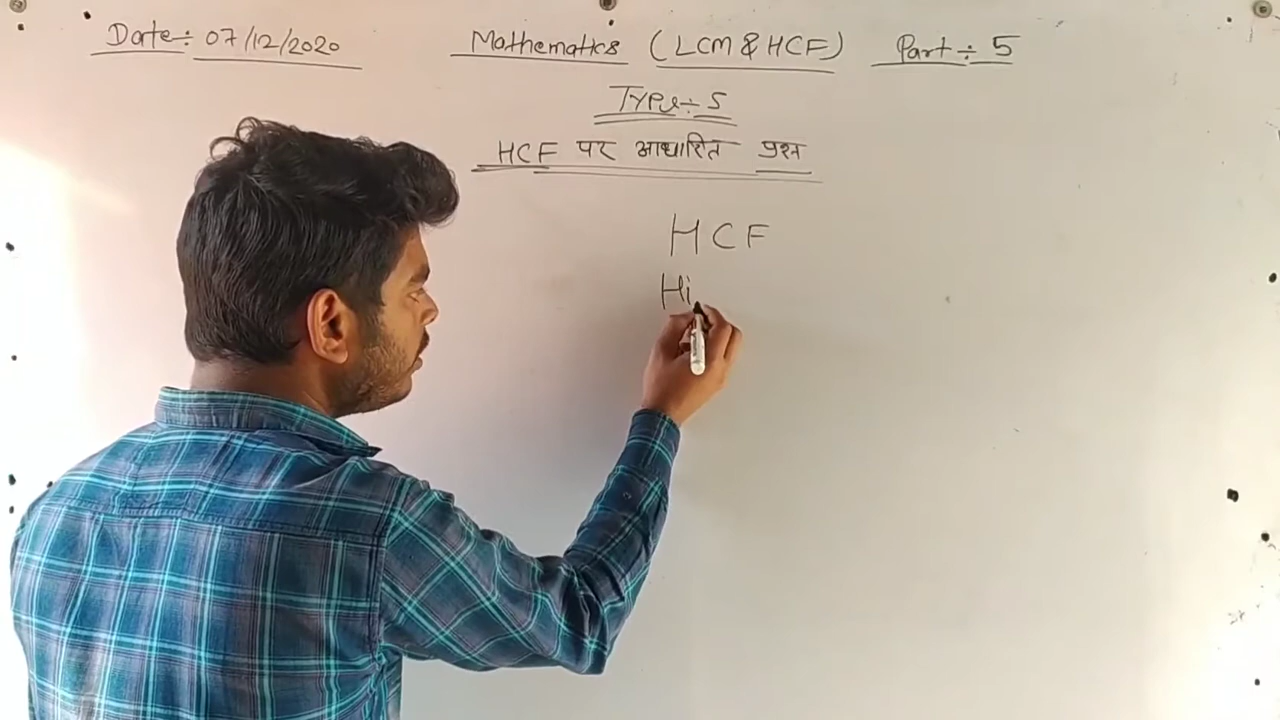 Date÷ 07/12/2020 Mathematics (LCM & HCF) Part÷ 5
Type÷ 5
HCF पर आधारित प्रश्न
HCF
Hi